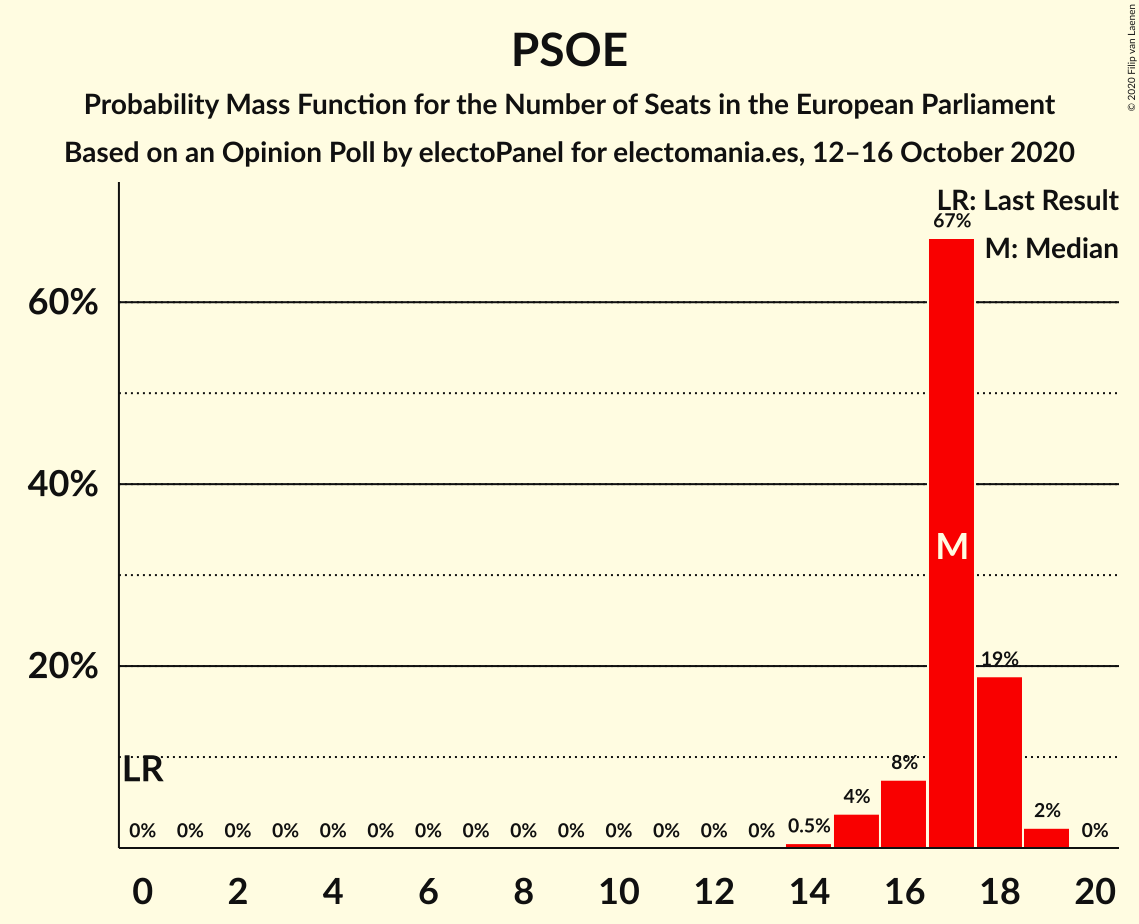 PSOE
Probability Mass Function for the Number of Seats in the European Parliament
Based on an Opinion Poll by electoPanel for electomania.es, 12–16 October 2020
© 2020 Filip van Laenen
LR: Last Result
M: Median
67%
60%
40%
20%
M
19%
LR
8%
4%
2%
0% 0% 0% 0% 0% 0% 0% 0% 0% 0% 0% 0% 0% 0% 0.5% 0%
0 2 4 6 8 10 12 14 16 18 20